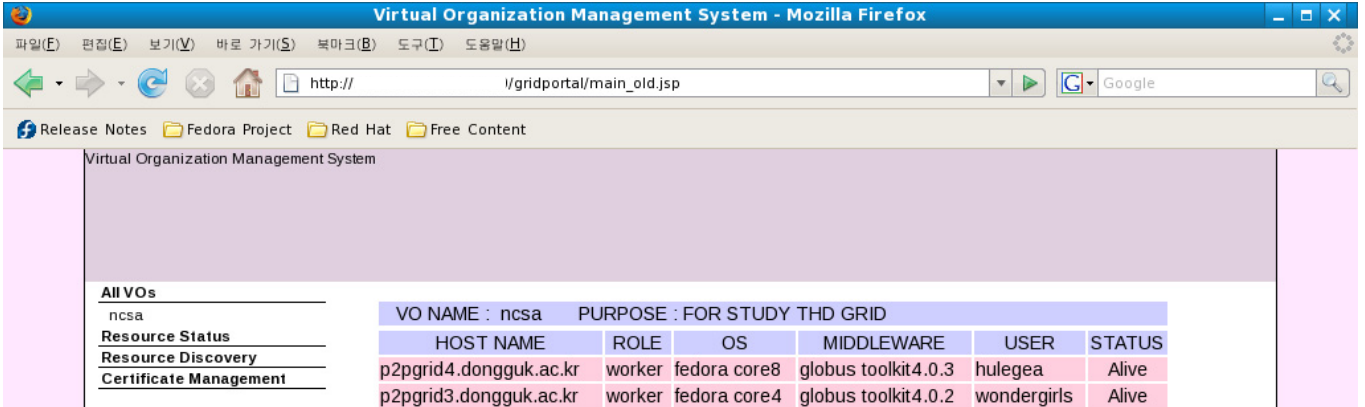 Virtual Organization Management System - Mozilla Firefox
파일(F) 편집(E) 보기(V) 바로 가기(S) 북마크(B) 도구(T) 도움말(H)
http:// /gridportal/main_old.jsp G Google
Release Notes Fedora Project Red Hat Free Content
Virtual Organization Management System
All VOs
ncsa
Resource Status
Resource Discovery
Certificate Management
VO NAME : ncsa PURPOSE : FOR STUDY THD GRID
HOST NAME ROLE OS MIDDLEWARE USER STATUS
p2pgrid4.dongguk.ac.kr worker fedora core8 globus toolkit4.0.3 hulegea Alive
p2pgrid3.dongguk.ac.kr worker fedora core4 globus toolkit4.0.2 wondergirls Alive